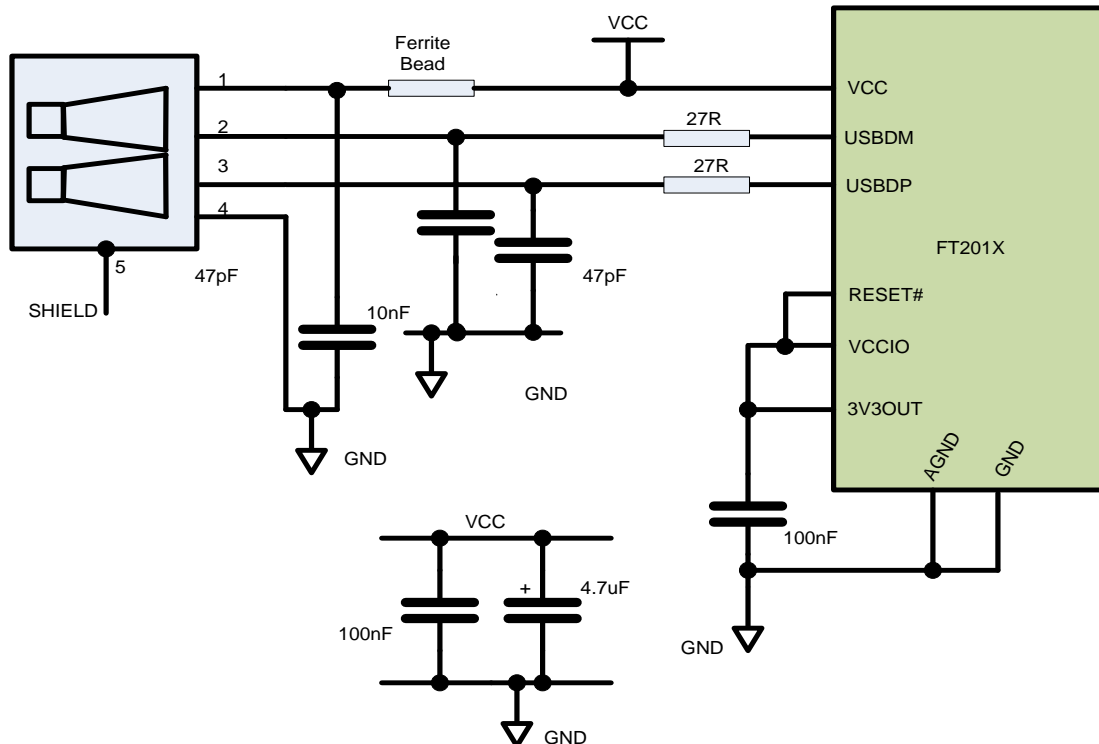 VCC
Ferrite
Bead
1
VCC
27R
2
USBDM
27R
3
USBDP
4
FT201X
5
47pF
47pF
SHIELD
RESET#
10nF
VCCIO
GND
3V3OUT
AGND
GND
GND
VCC
100nF
+
4.7uF
100nF
GND
GND